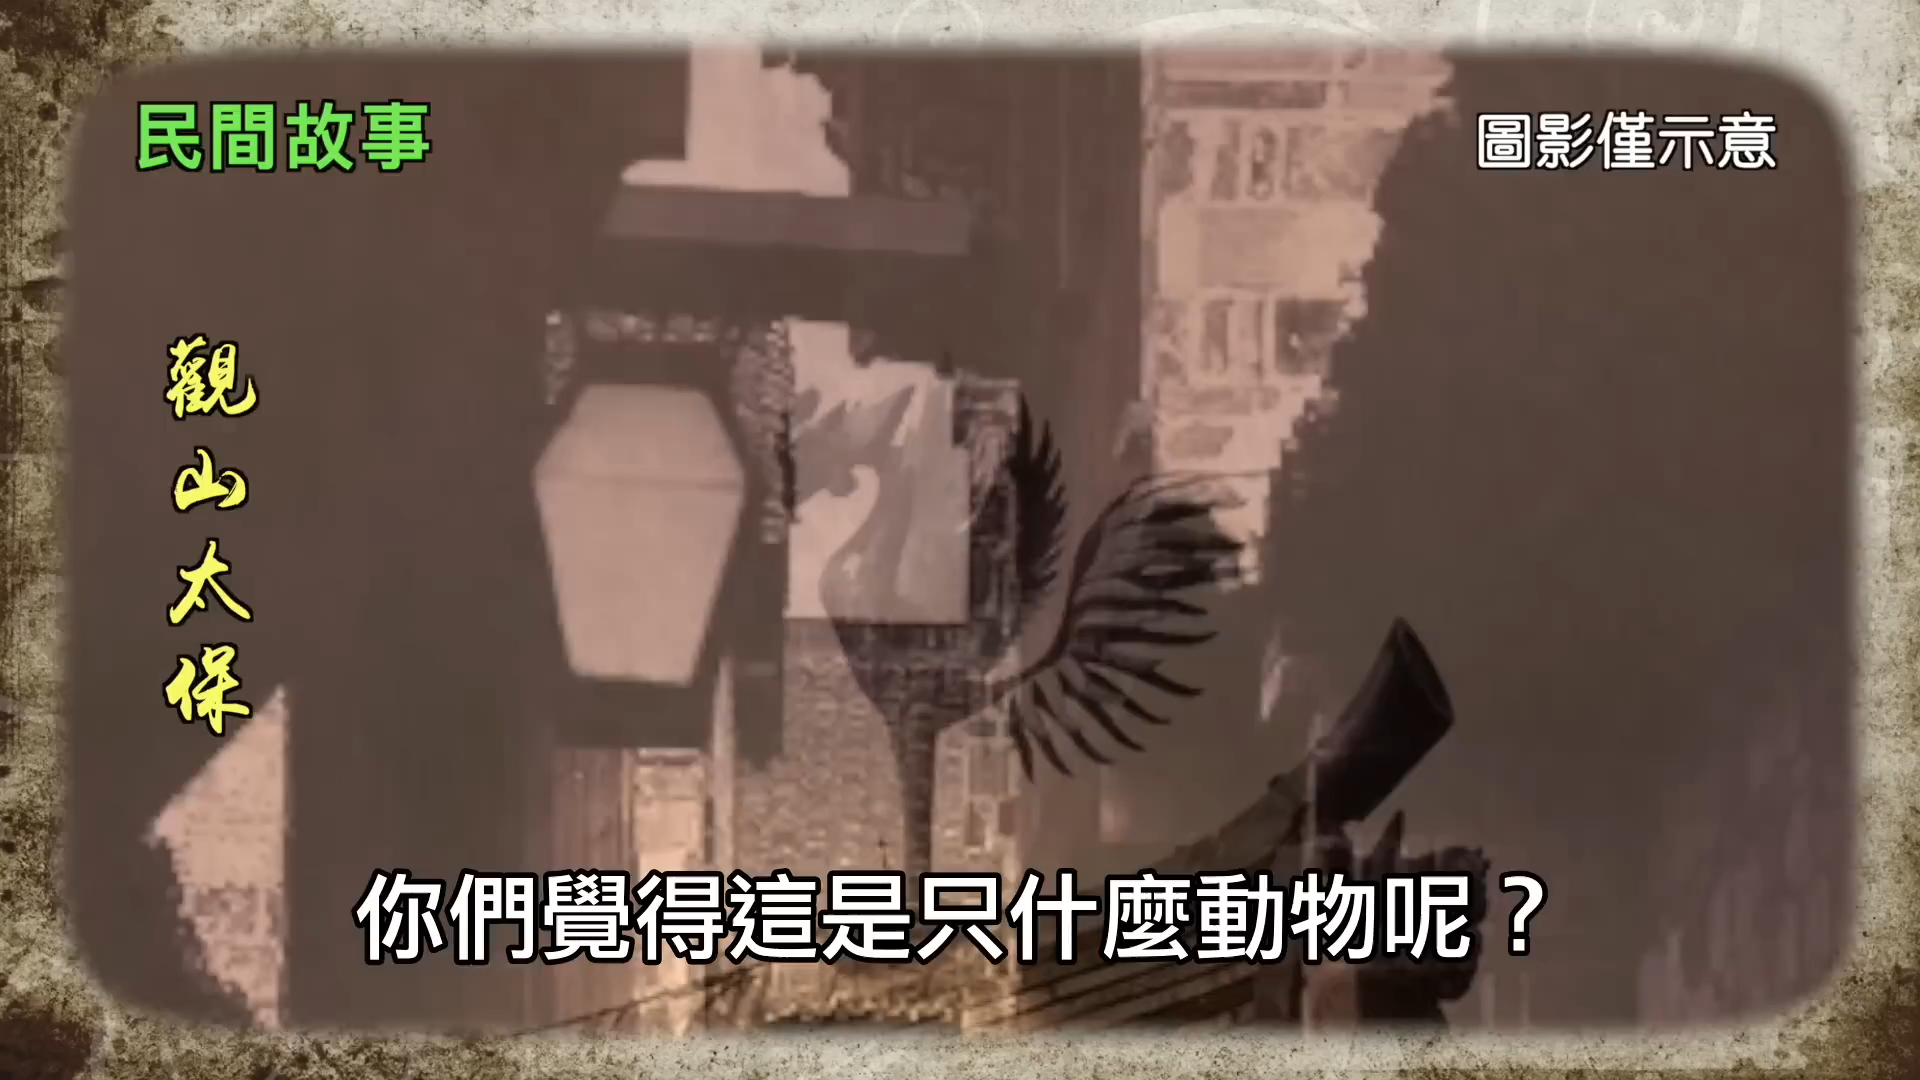 民間故事
圖影僅示意
觀山太保
你們覺得這是只什麼動物呢？